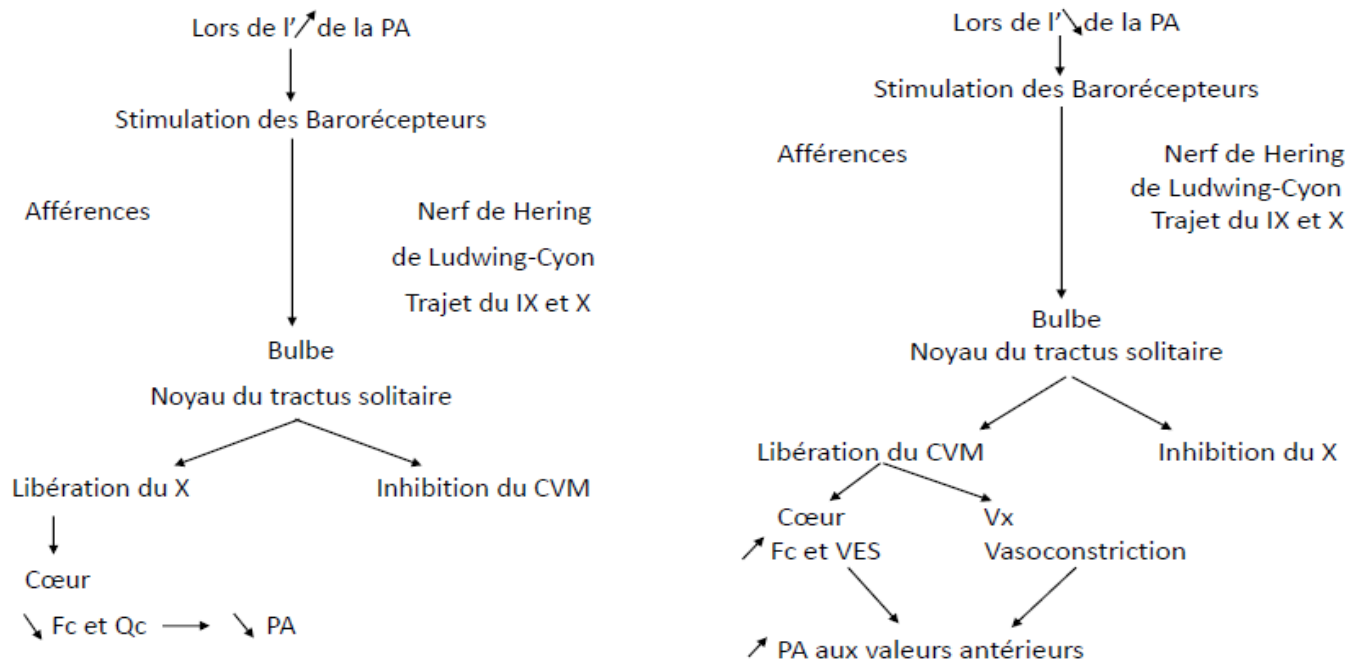 Lors de l'↗ de la PA
Stimulation des Barorécepteurs
Afférences
Nerf de Hering
de Ludwing-Cyon
Trajet du IX et X
Bulbe
Noyau du tractus solitaire
Libération du X
Inhibition du CVM
Cœur
↘ Fc et Qc → ↘ PA
Lors de l'↘ de la PA
Stimulation des Barorécepteurs
Afférences
Nerf de Hering
de Ludwing-Cyon
Trajet du IX et X
Bulbe
Noyau du tractus solitaire
Libération du CVM
Inhibition du X
Cœur
↗ Fc et VES
Vx
Vasoconstriction
↗ PA aux valeurs antérieurs